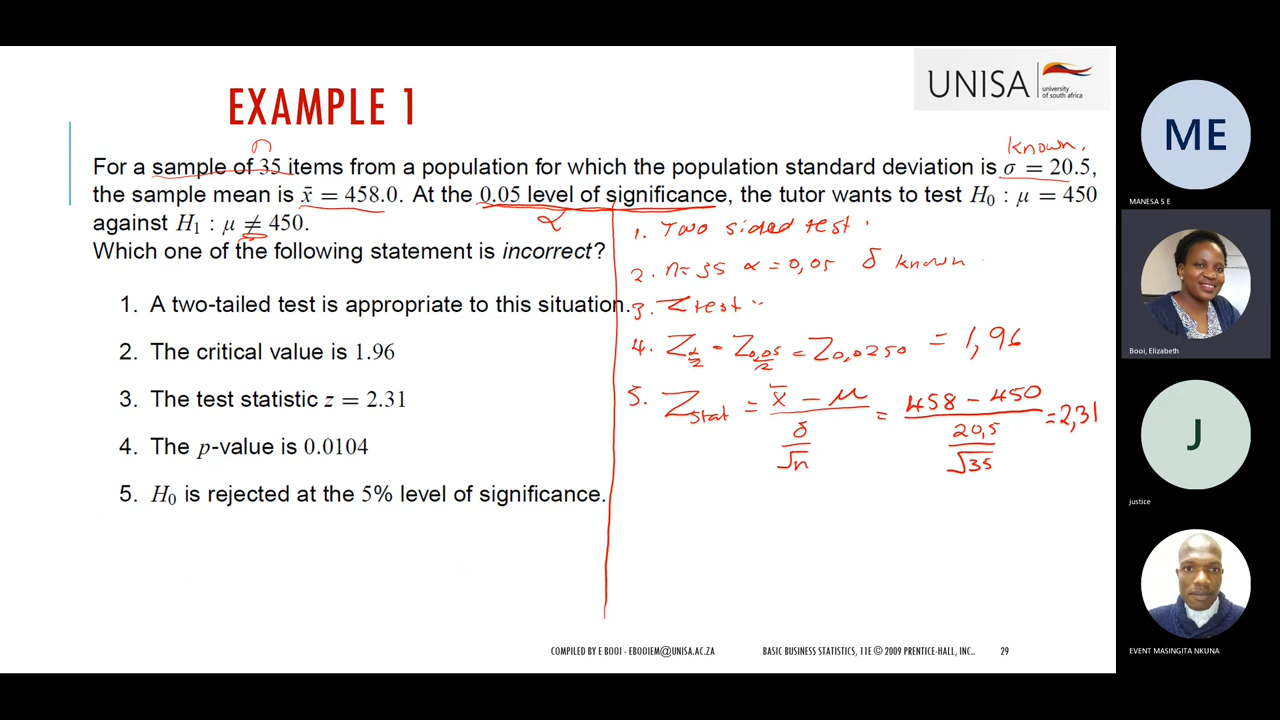 EXAMPLE 1
UNISA
university
of south africa
n
known.
For a sample of 35 items from a population for which the population standard deviation is σ = 20.5,
the sample mean is x̄ = 458.0. At the 0.05 level of significance, the tutor wants to test H₀ : μ = 450
against H₁ : μ ≠ 450.
α
Which one of the following statement is incorrect?
1. A two-tailed test is appropriate to this situation.
2. The critical value is 1.96
3. The test statistic z = 2.31
4. The p-value is 0.0104
5. H₀ is rejected at the 5% level of significance.
1. Two sided test.
2. n = 35 α = 0,05 δ known.
3. Z test
4. Z α/2 = Z 0,05/2 = Z 0,0250 = 1,96
5. Z stat = (x̄ - μ) / (δ/√n) = (458 - 450) / (20,5/√35) = 2,31
COMPILED BY E BOOI - EBOOIEM@UNISA.AC.ZA
BASIC BUSINESS STATISTICS, 11E © 2009 PRENTICE-HALL, INC..
29
ME
MANESA S E
Booi, Elizabeth
J
justice
EVENT MASINGITA NKUNA